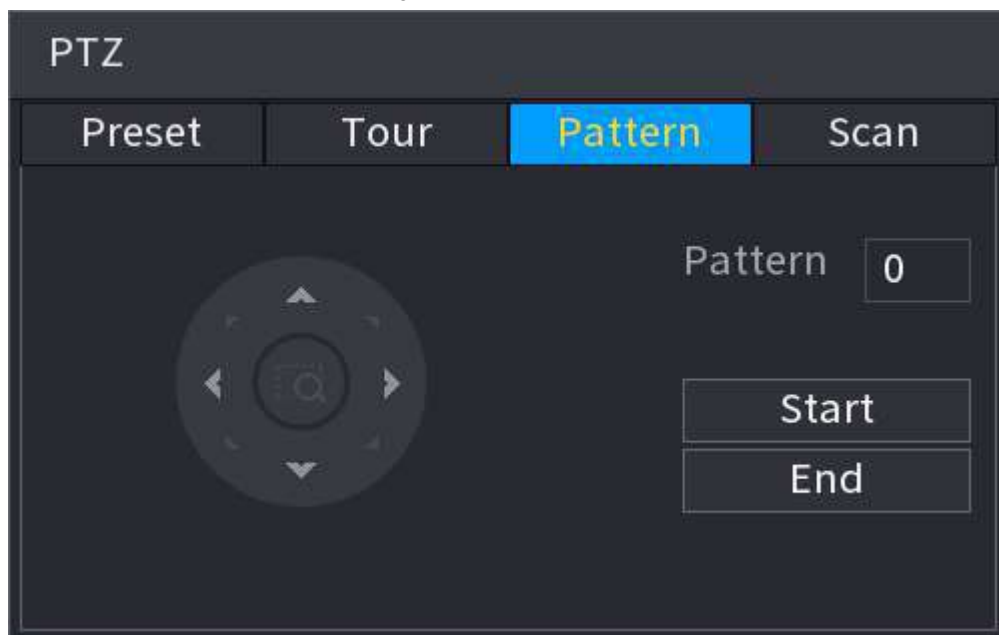 PTZ
Preset Tour Pattern Scan
Pattern 0
Start
End